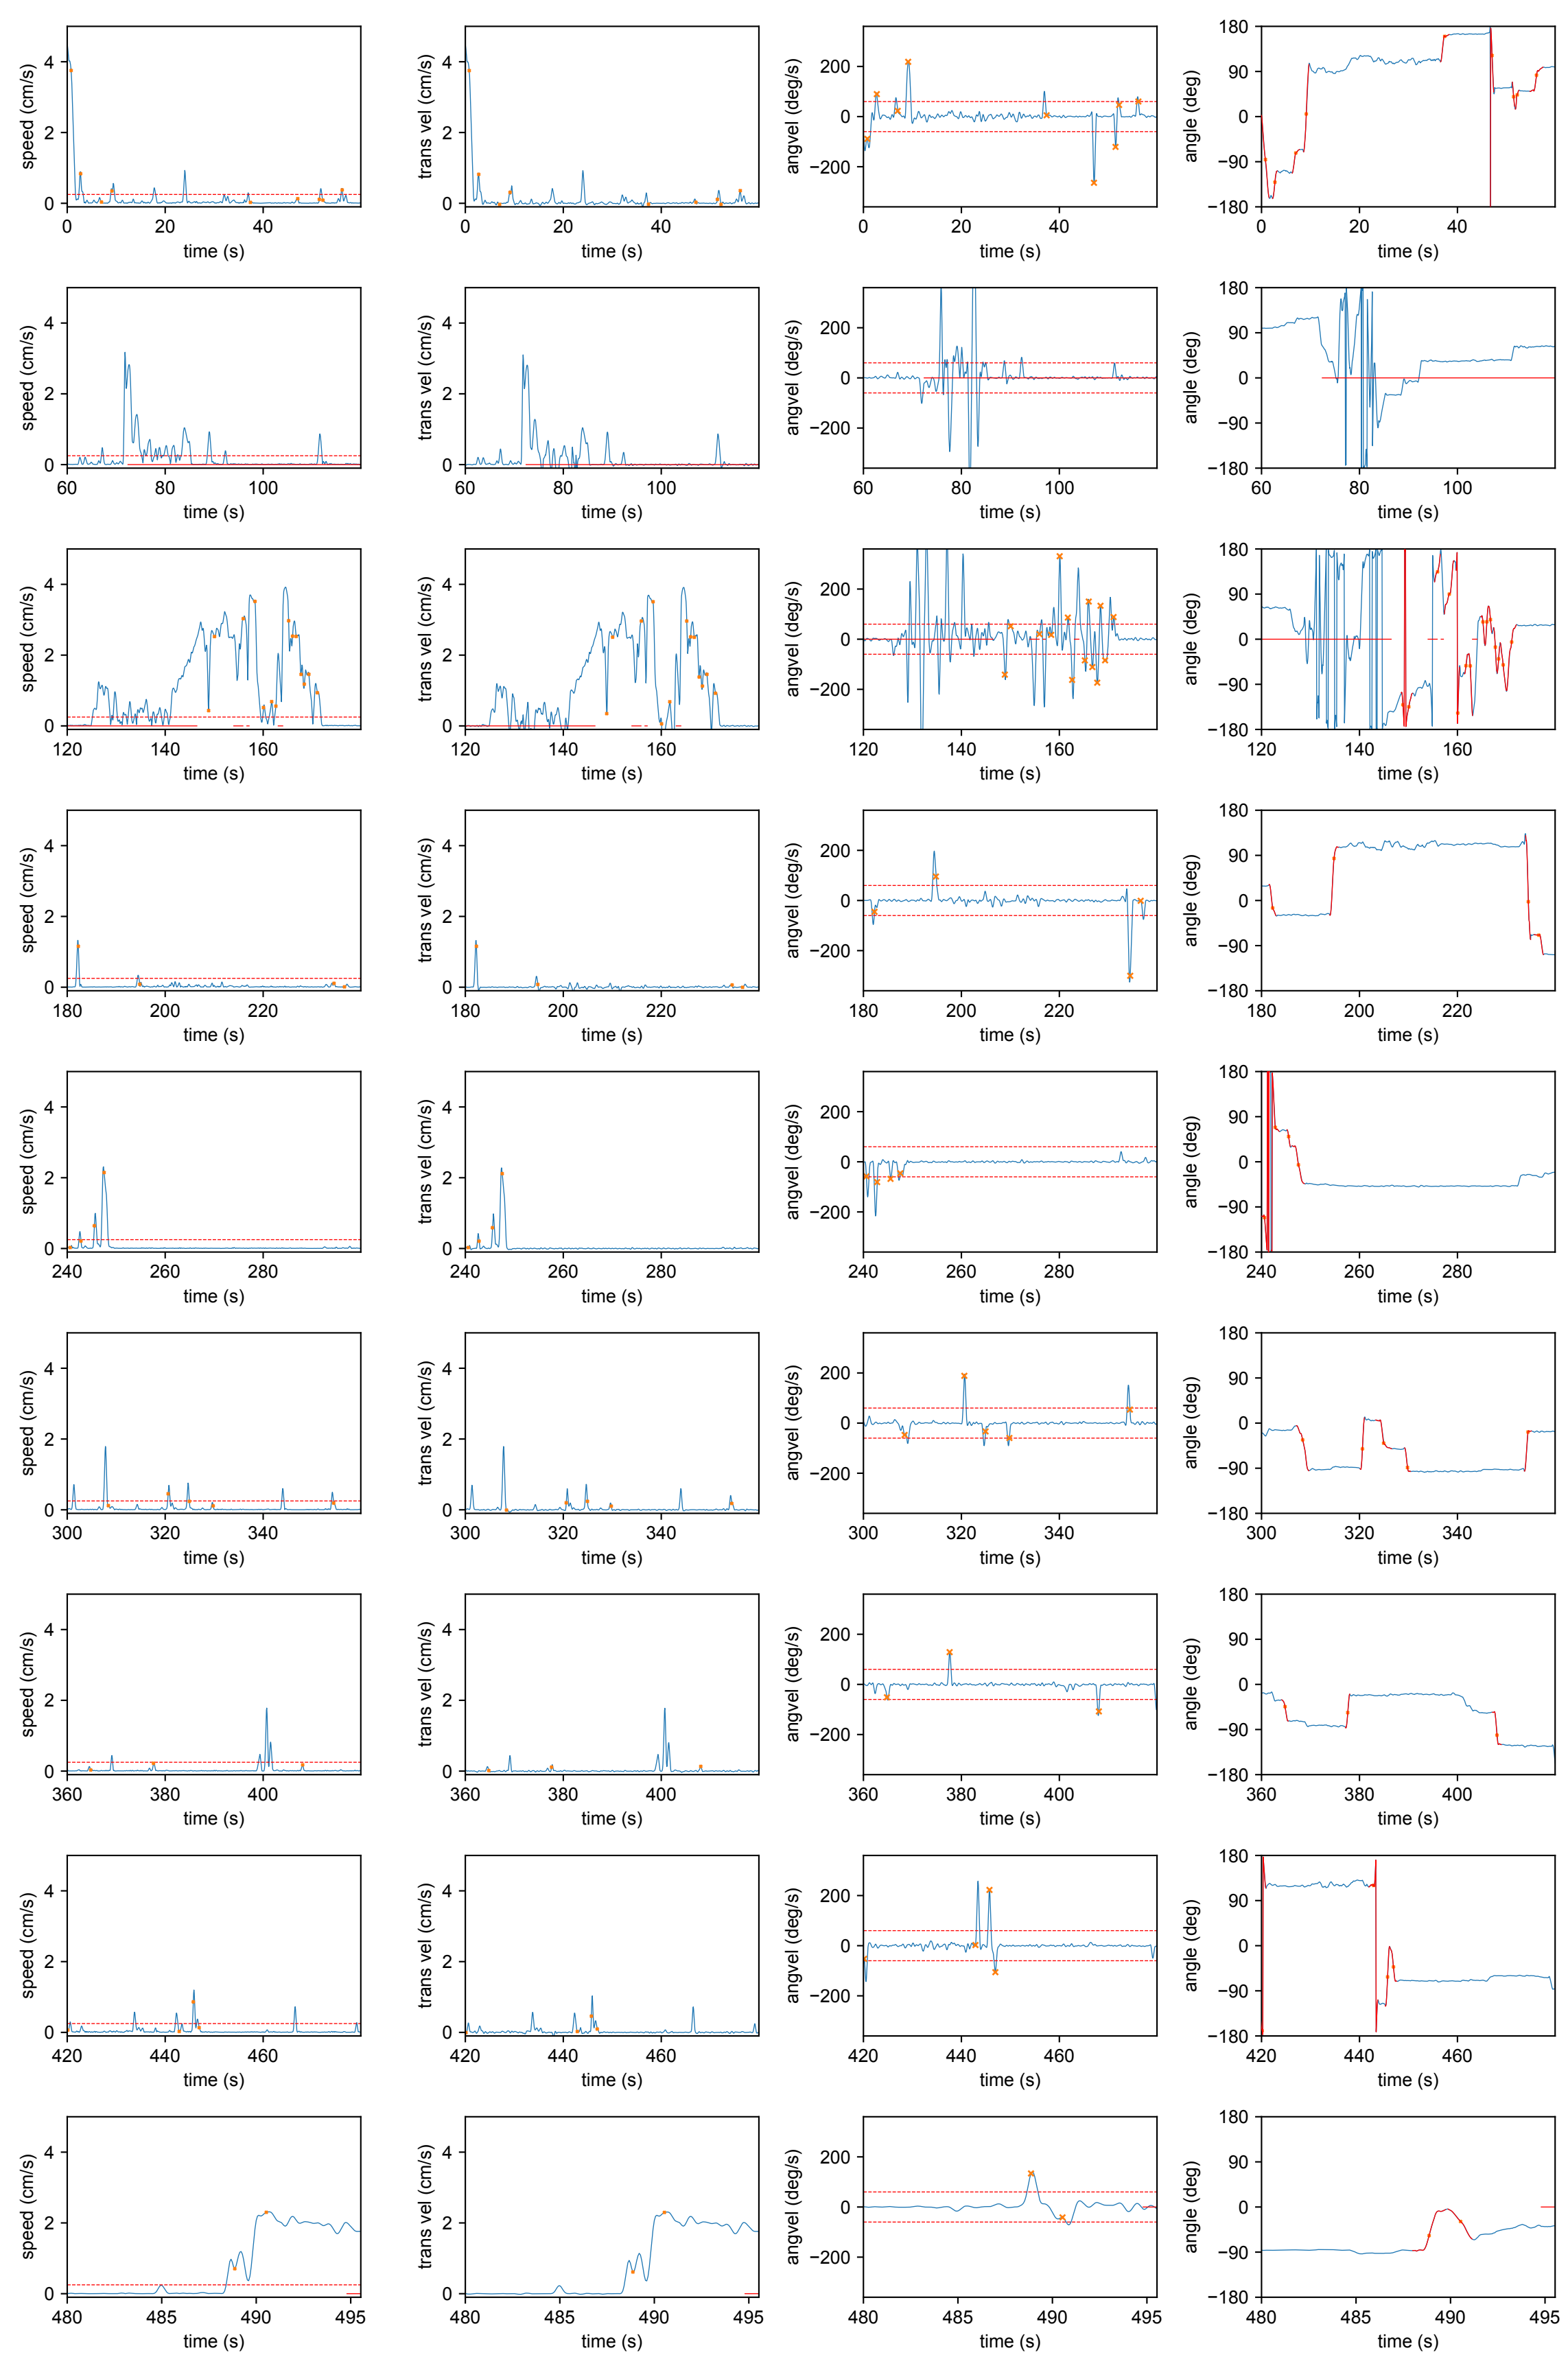 speed (cm/s) 4 2 0 0 20 40 time (s)
trans vel (cm/s) 4 2 0 0 20 40 time (s)
angvel (deg/s) 200 0 −200 0 20 40 time (s)
angle (deg) 180 90 0 −90 −180 0 20 40 time (s)
speed (cm/s) 4 2 0 60 80 100 time (s)
trans vel (cm/s) 4 2 0 60 80 100 time (s)
angvel (deg/s) 200 0 −200 60 80 100 time (s)
angle (deg) 180 90 0 −90 −180 60 80 100 time (s)
speed (cm/s) 4 2 0 120 140 160 time (s)
trans vel (cm/s) 4 2 0 120 140 160 time (s)
angvel (deg/s) 200 0 −200 120 140 160 time (s)
angle (deg) 180 90 0 −90 −180 120 140 160 time (s)
speed (cm/s) 4 2 0 180 200 220 time (s)
trans vel (cm/s) 4 2 0 180 200 220 time (s)
angvel (deg/s) 200 0 −200 180 200 220 time (s)
angle (deg) 180 90 0 −90 −180 180 200 220 time (s)
speed (cm/s) 4 2 0 240 260 280 time (s)
trans vel (cm/s) 4 2 0 240 260 280 time (s)
angvel (deg/s) 200 0 −200 240 260 280 time (s)
angle (deg) 180 90 0 −90 −180 240 260 280 time (s)
speed (cm/s) 4 2 0 300 320 340 time (s)
trans vel (cm/s) 4 2 0 300 320 340 time (s)
angvel (deg/s) 200 0 −200 300 320 340 time (s)
angle (deg) 180 90 0 −90 −180 300 320 340 time (s)
speed (cm/s) 4 2 0 360 380 400 time (s)
trans vel (cm/s) 4 2 0 360 380 400 time (s)
angvel (deg/s) 200 0 −200 360 380 400 time (s)
angle (deg) 180 90 0 −90 −180 360 380 400 time (s)
speed (cm/s) 4 2 0 420 440 460 time (s)
trans vel (cm/s) 4 2 0 420 440 460 time (s)
angvel (deg/s) 200 0 −200 420 440 460 time (s)
angle (deg) 180 90 0 −90 −180 420 440 460 time (s)
speed (cm/s) 4 2 0 480 485 490 495 time (s)
trans vel (cm/s) 4 2 0 480 485 490 495 time (s)
angvel (deg/s) 200 0 −200 480 485 490 495 time (s)
angle (deg) 180 90 0 −90 −180 480 485 490 495 time (s)